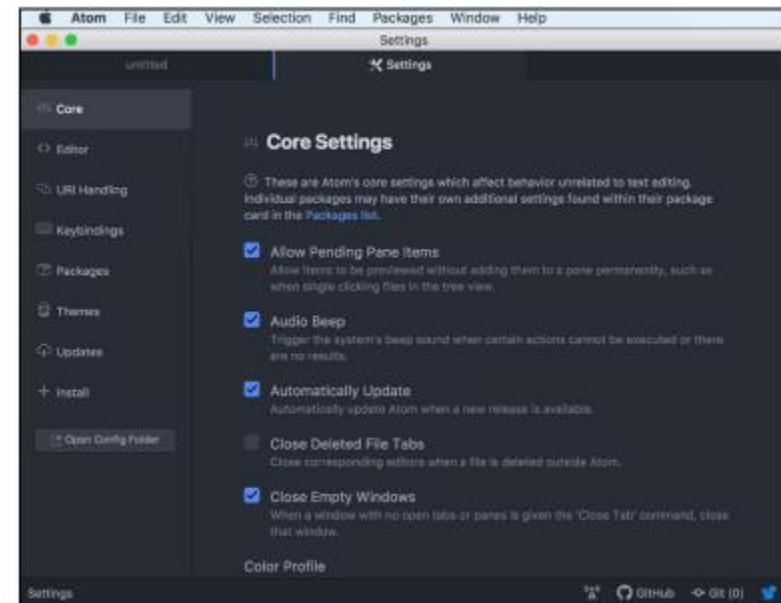 Atom File Edit View Selection Find Packages Window Help
Settings
untitled
Settings
Core
Editor
URI Handling
Keybindings
Packages
Themes
Updates
Install
Open Config Folder
Core Settings
These are Atom's core settings which affect behavior unrelated to text editing.
Individual packages may have their own additional settings found within their package
card in the Packages list.
Allow Pending Pane Items
Allow items to be previewed without adding them to a pane permanently, such as
when single clicking files in the tree view.
Audio Beep
Trigger the system's beep sound when certain actions cannot be executed or there
are no results.
Automatically Update
Automatically update Atom when a new release is available.
Close Deleted File Tabs
Close corresponding editors when a file is deleted outside Atom.
Close Empty Windows
When a window with no open tabs or panes is given the 'Close Tab' command, close
that window.
Color Profile
Settings
GitHub
Git (0)